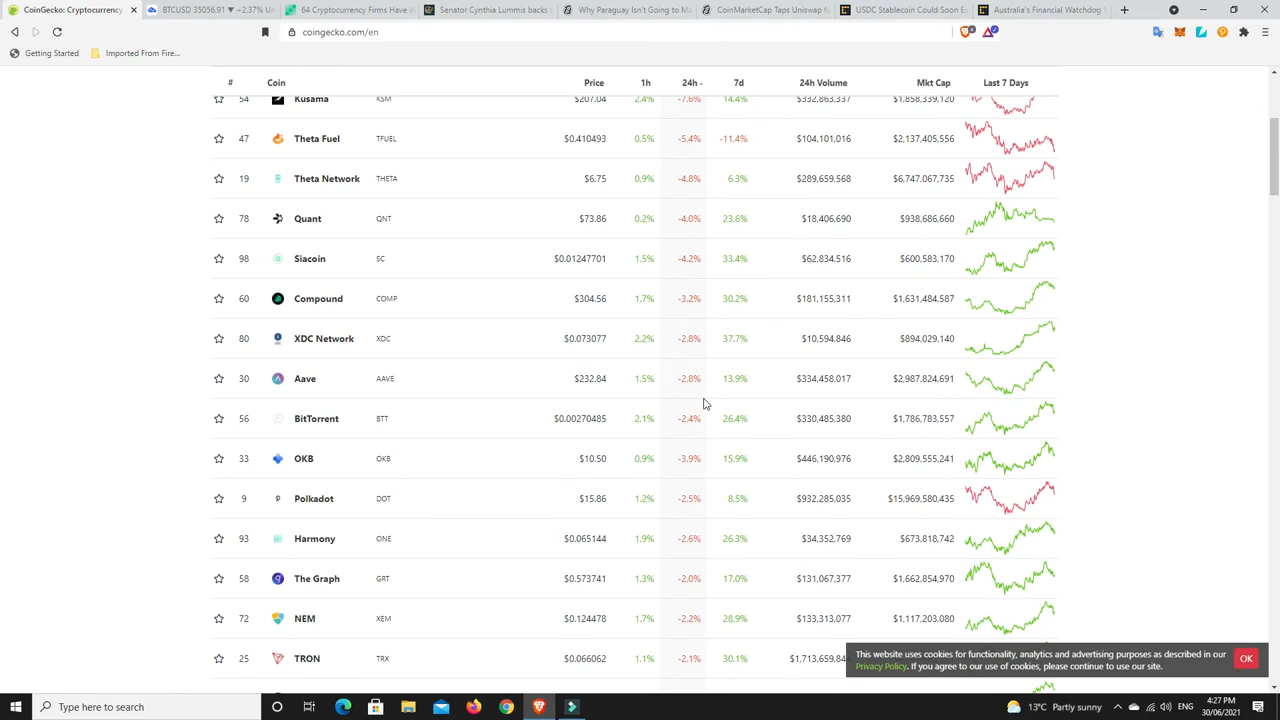 CoinGecko: Cryptocurrency
BTCUSD 35056.91 ▼ −2.37% Un
64 Cryptocurrency Firms Have
Senator Cynthia Lummis backs
Why Paraguay Isn't Going to M
CoinMarketCap Taps Uniswap fo
USDC Stablecoin Could Soon E
Australia's Financial Watchdog
coingecko.com/en
Getting Started Imported From Fire...
# Coin Price 1h 24h 7d 24h Volume Mkt Cap Last 7 Days
54 Kusama KSM $207.04 2.4% -7.6% 14.4% $332,863,337 $1,858,339,120
47 Theta Fuel TFUEL $0.410493 0.5% -5.4% -11.4% $104,101,016 $2,137,405,556
19 Theta Network THETA $6.75 0.9% -4.8% 6.3% $289,659,568 $6,747,067,735
78 Quant QNT $73.86 0.2% -4.0% 23.6% $18,406,690 $938,686,660
98 Siacoin SC $0.01247701 1.5% -4.2% 33.4% $62,834,516 $600,583,170
60 Compound COMP $304.56 1.7% -3.2% 30.2% $181,155,311 $1,631,484,587
80 XDC Network XDC $0.073077 2.2% -2.8% 37.7% $10,594,846 $894,029,140
30 Aave AAVE $232.84 1.5% -2.8% 13.9% $334,458,017 $2,987,824,691
56 BitTorrent BTT $0.00270485 2.1% -2.4% 26.4% $330,485,380 $1,786,783,557
33 OKB OKB $10.50 0.9% -3.9% 15.9% $446,190,976 $2,809,555,241
9 Polkadot DOT $15.86 1.2% -2.5% 8.5% $932,285,035 $15,969,580,435
93 Harmony ONE $0.065144 1.9% -2.6% 26.3% $34,352,769 $673,818,742
58 The Graph GRT $0.573741 1.3% -2.0% 17.0% $131,067,377 $1,662,854,970
72 NEM XEM $0.124478 1.7% -2.2% 28.9% $133,313,077 $1,117,203,080
25 TRON TRX $0.066062 1.1% -2.1% 30.1% $1,713,659,84
This website uses cookies for functionality, analytics and advertising purposes as described in our
Privacy Policy. If you agree to our use of cookies, please continue to use our site.
OK
Type here to search
13°C Partly sunny
ENG
4:27 PM
30/06/2021